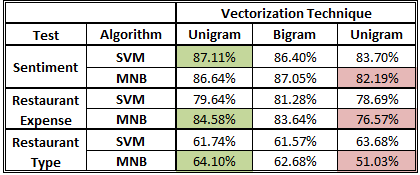 Vectorization Technique
Test Algorithm Unigram Bigram Unigram
Sentiment SVM 87.11% 86.40% 83.70%
MNB 86.64% 87.05% 82.19%
Restaurant Expense SVM 79.64% 81.28% 78.69%
MNB 84.58% 83.64% 76.57%
Restaurant Type SVM 61.74% 61.57% 63.68%
MNB 64.10% 62.68% 51.03%